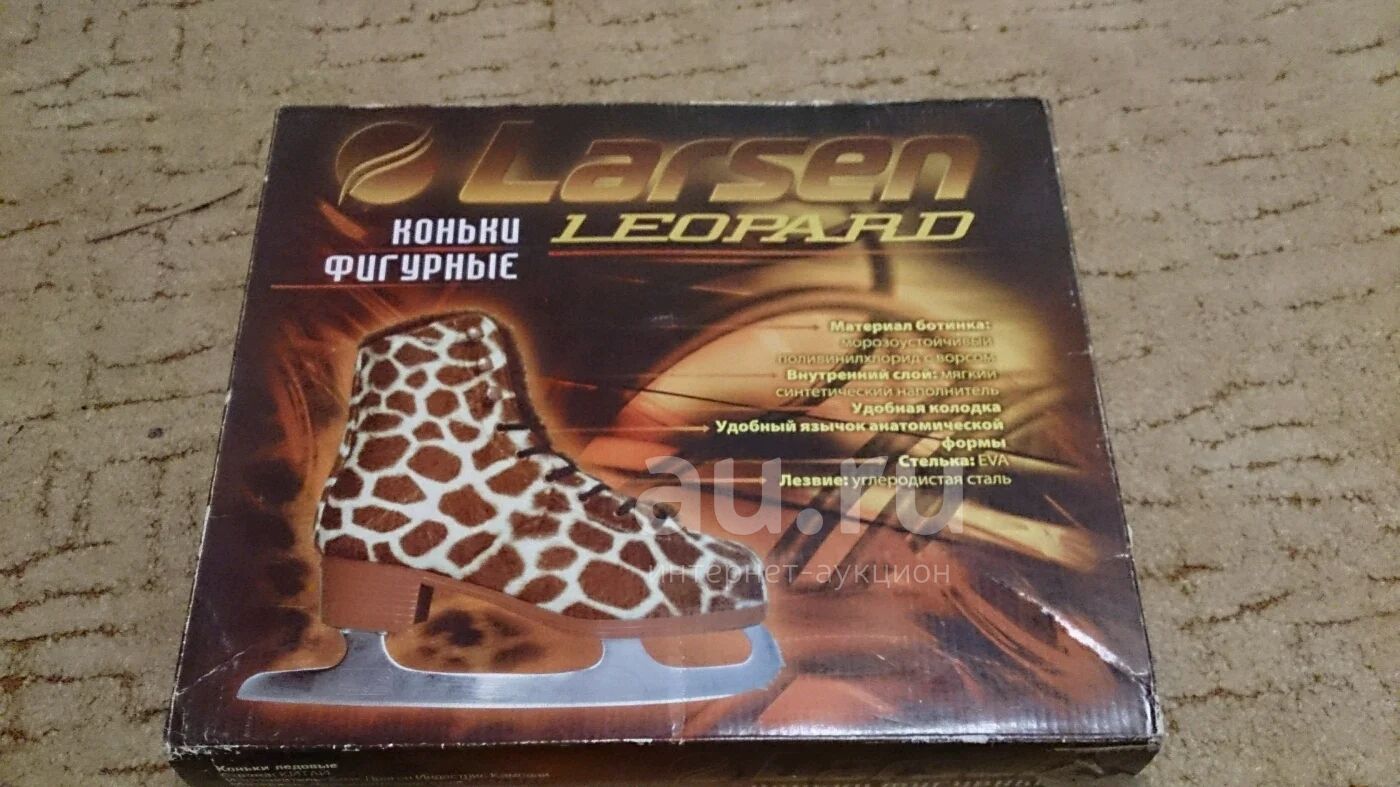 Larsen
LEOPARD
КОНЬКИ
ФИГУРНЫЕ
Материал ботинка:
морозоустойчивый
поливинилхлорид с ворсом
Внутренний слой: мягкий
синтетический наполнитель
Удобная колодка
Удобный язычок анатомической
формы
Стелька: EVA
Лезвие: углеродистая сталь
au.ru
интернет-аукцион
Коньки ледовые
КИТАЙ